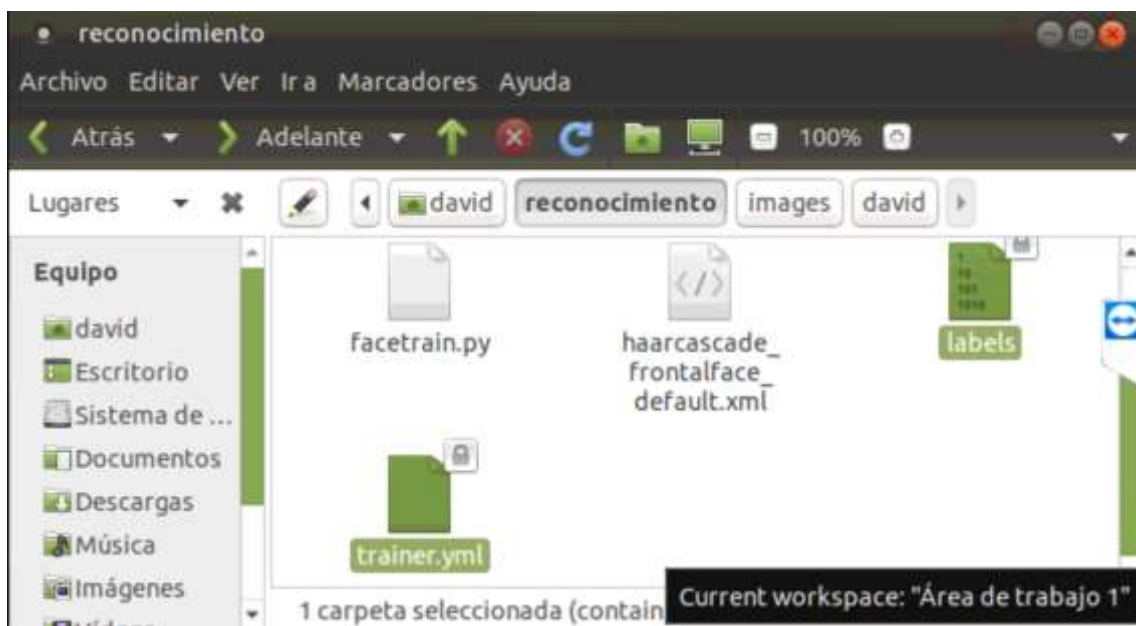 reconocimiento
Archivo Editar Ver Ir a Marcadores Ayuda
Atrás Adelante 100%
Lugares david reconocimiento images david
Equipo
david
Escritorio
Sistema de ...
Documentos
Descargas
Música
Imágenes
facetrain.py
haarcascade_
frontalface_
default.xml
labels
trainer.yml
1 carpeta seleccionada (contain
Current workspace: "Área de trabajo 1"